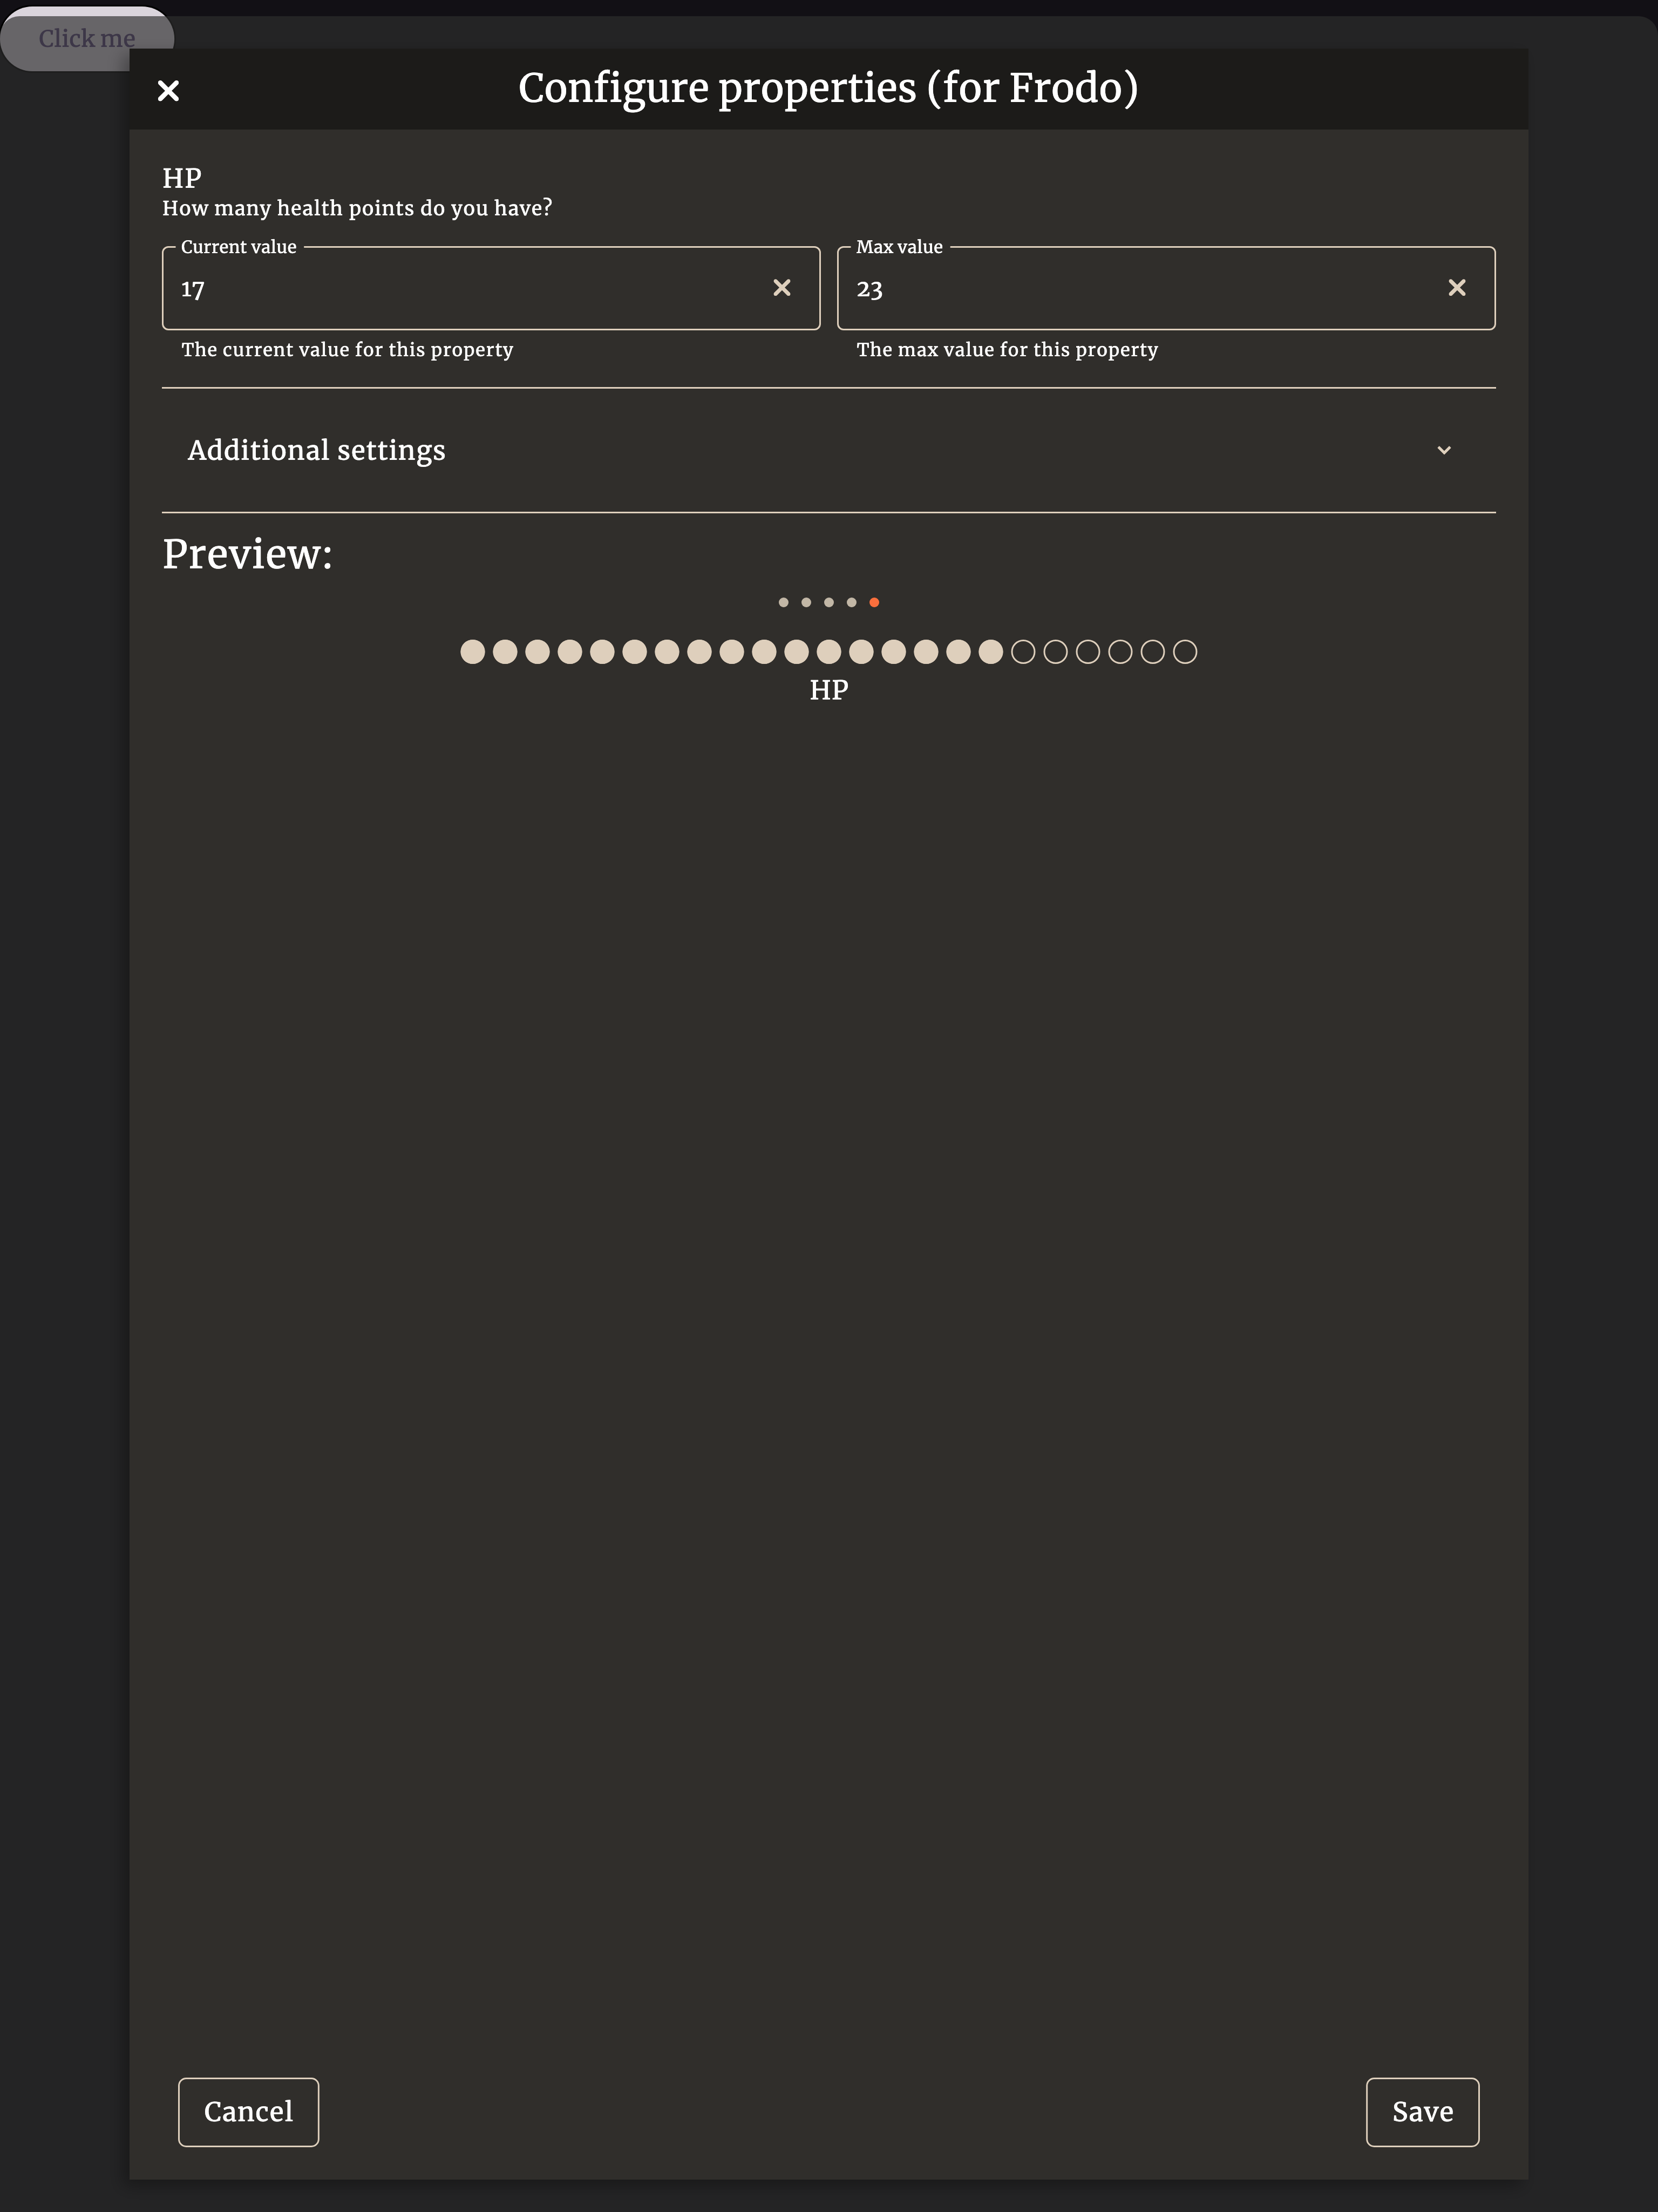 Click me
Configure properties (for Frodo)
HP
How many health points do you have?
Current value
17
The current value for this property
Max value
23
The max value for this property
Additional settings
Preview:
HP
Cancel
Save